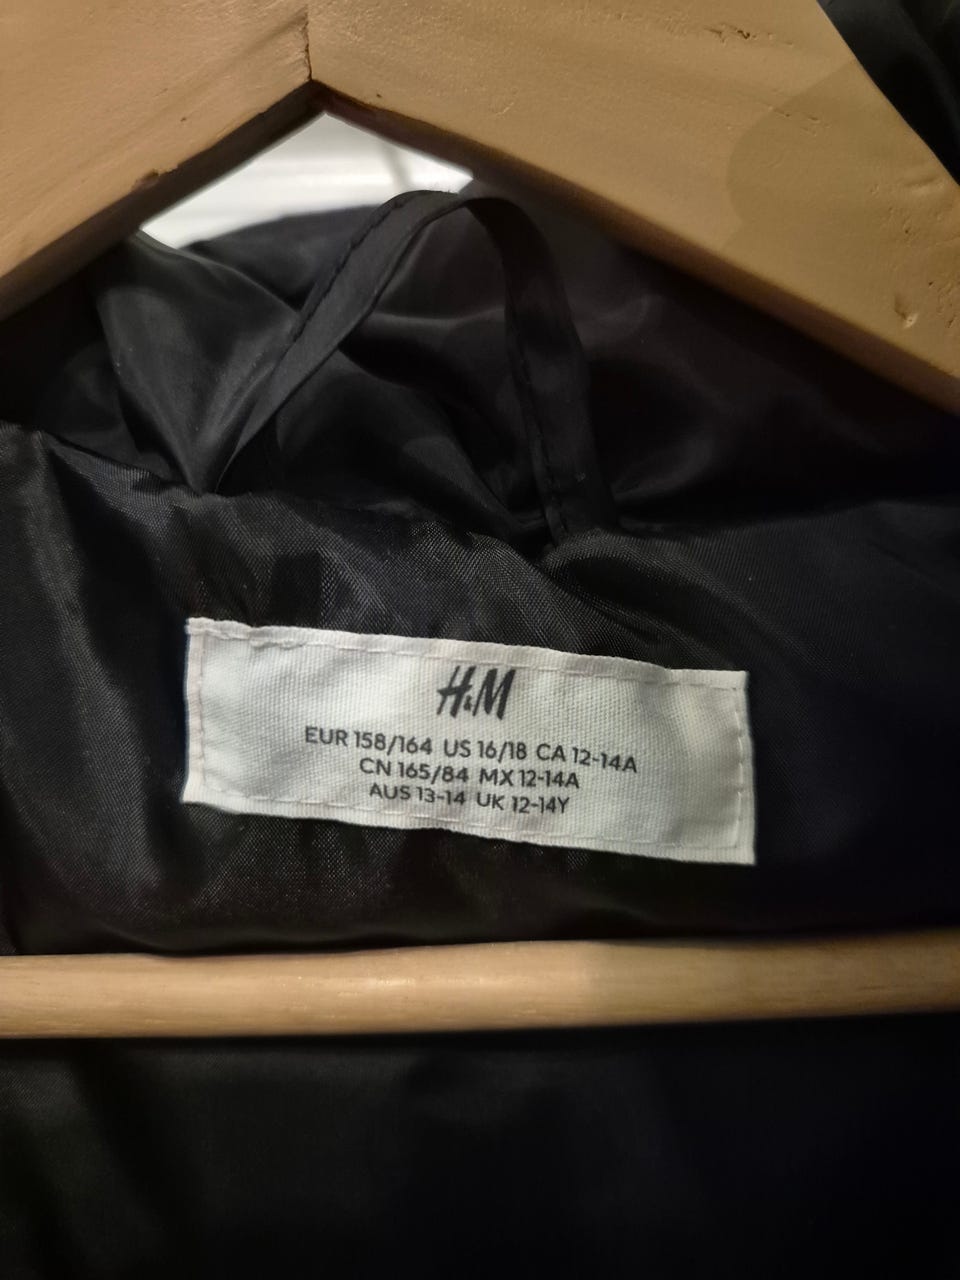 H&M
EUR 158/164 US 16/18 CA 12-14A
CN 165/84 MX 12-14A
AUS 13-14 UK 12-14Y